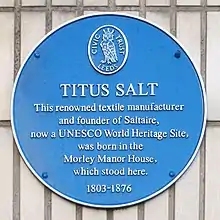 CIVIC TRUST
LEEDS
TITUS SALT
This renowned textile manufacturer
and founder of Saltaire,
now a UNESCO World Heritage Site,
was born in the
Morley Manor House,
which stood here.
1803-1876